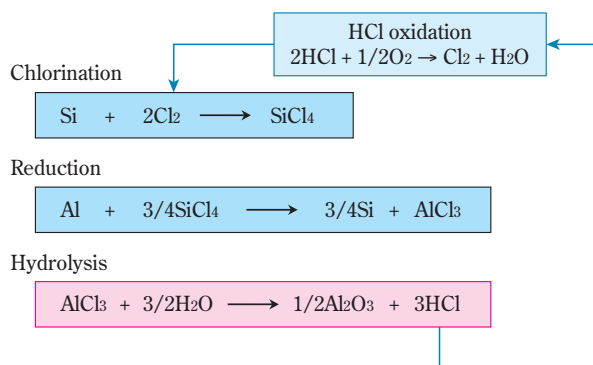 HCl oxidation
2HCl + 1/2O₂ → Cl₂ + H₂O
Chlorination
Si + 2Cl₂ ⟶ SiCl₄
Reduction
Al + 3/4SiCl₄ ⟶ 3/4Si + AlCl₃
Hydrolysis
AlCl₃ + 3/2H₂O ⟶ 1/2Al₂O₃ + 3HCl